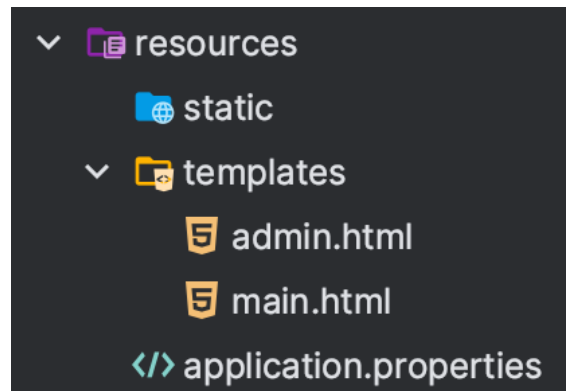 resources
static
templates
admin.html
main.html
application.properties